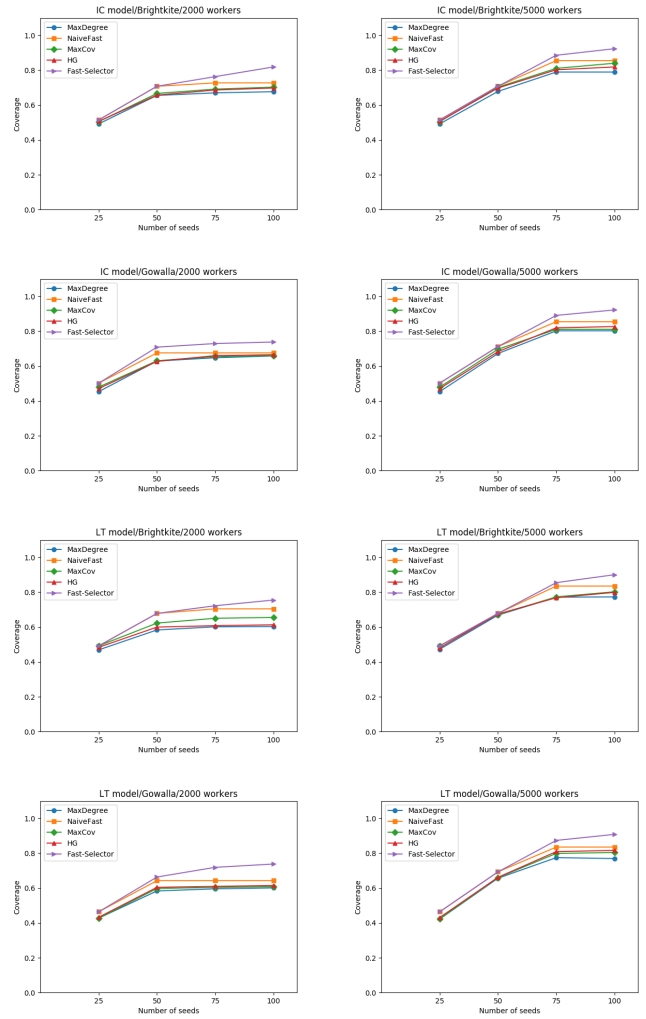 IC model/Brightkite/2000 workers
1.0
0.8
0.6
0.4
0.2
0.0
Coverage
MaxDegree
NaiveFast
MaxCov
HG
Fast-Selector
25 50 75 100
Number of seeds
IC model/Brightkite/5000 workers
1.0
0.8
0.6
0.4
0.2
0.0
Coverage
MaxDegree
NaiveFast
MaxCov
HG
Fast-Selector
25 50 75 100
Number of seeds
IC model/Gowalla/2000 workers
1.0
0.8
0.6
0.4
0.2
0.0
Coverage
MaxDegree
NaiveFast
MaxCov
HG
Fast-Selector
25 50 75 100
Number of seeds
IC model/Gowalla/5000 workers
1.0
0.8
0.6
0.4
0.2
0.0
Coverage
MaxDegree
NaiveFast
MaxCov
HG
Fast-Selector
25 50 75 100
Number of seeds
LT model/Brightkite/2000 workers
1.0
0.8
0.6
0.4
0.2
0.0
Coverage
MaxDegree
NaiveFast
MaxCov
HG
Fast-Selector
25 50 75 100
Number of seeds
LT model/Brightkite/5000 workers
1.0
0.8
0.6
0.4
0.2
0.0
Coverage
MaxDegree
NaiveFast
MaxCov
HG
Fast-Selector
25 50 75 100
Number of seeds
LT model/Gowalla/2000 workers
1.0
0.8
0.6
0.4
0.2
0.0
Coverage
MaxDegree
NaiveFast
MaxCov
HG
Fast-Selector
25 50 75 100
Number of seeds
LT model/Gowalla/5000 workers
1.0
0.8
0.6
0.4
0.2
0.0
Coverage
MaxDegree
NaiveFast
MaxCov
HG
Fast-Selector
25 50 75 100
Number of seeds